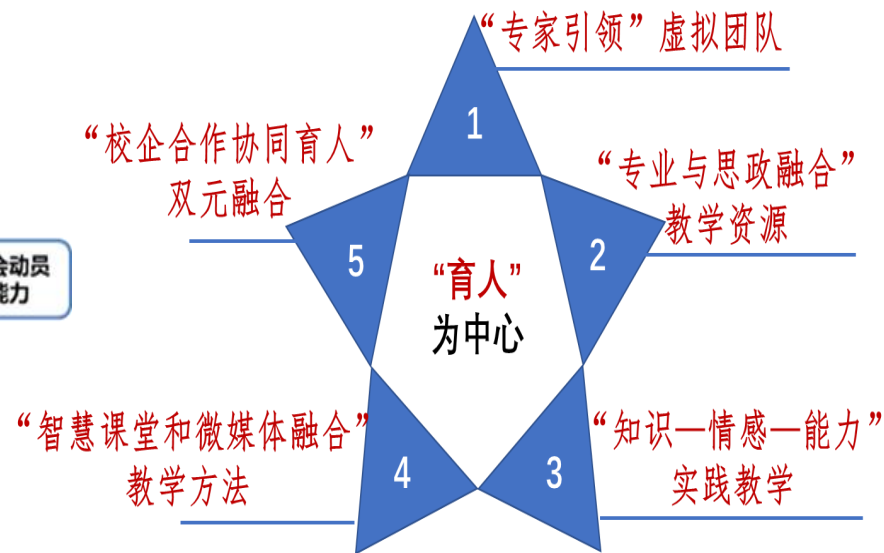 “专家引领”虚拟团队
1
“校企合作协同育人”
双元融合
“专业与思政融合”
教学资源
5
2
会动员
能力
“育人”
为中心
“智慧课堂和微媒体融合”
教学方法
“知识—情感—能力”
实践教学
4
3